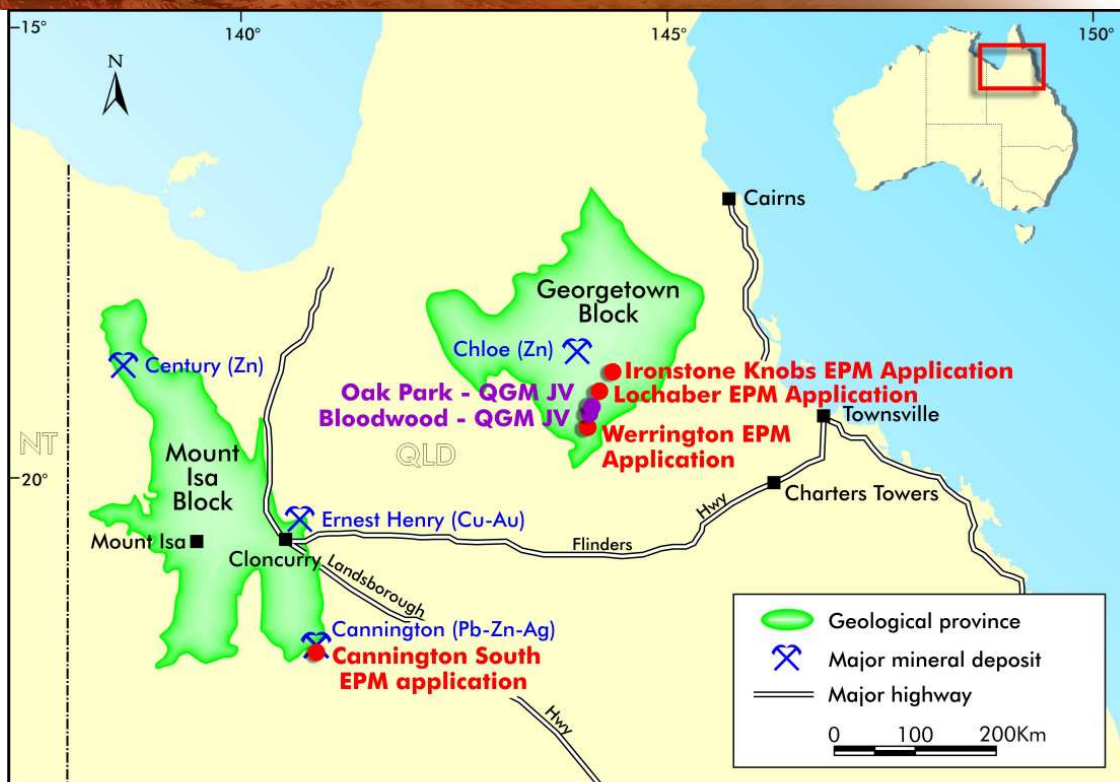 15°
140°
145°
150°
N
Cairns
Georgetown
Block
Chloe (Zn)
Century (Zn)
Ironstone Knobs EPM Application
Oak Park - QGM JV
Lochaber EPM Application
Bloodwood - QGM JV
Townsville
Werrington EPM
Application
NT
QLD
Mount
Isa
Block
20°
Charters Towers
Hwy
Ernest Henry (Cu-Au)
Flinders
Mount Isa
Cloncurry
Landsborough
Cannington (Pb-Zn-Ag)
Cannington South
EPM application
Hwy
Geological province
Major mineral deposit
Major highway
0 100 200Km